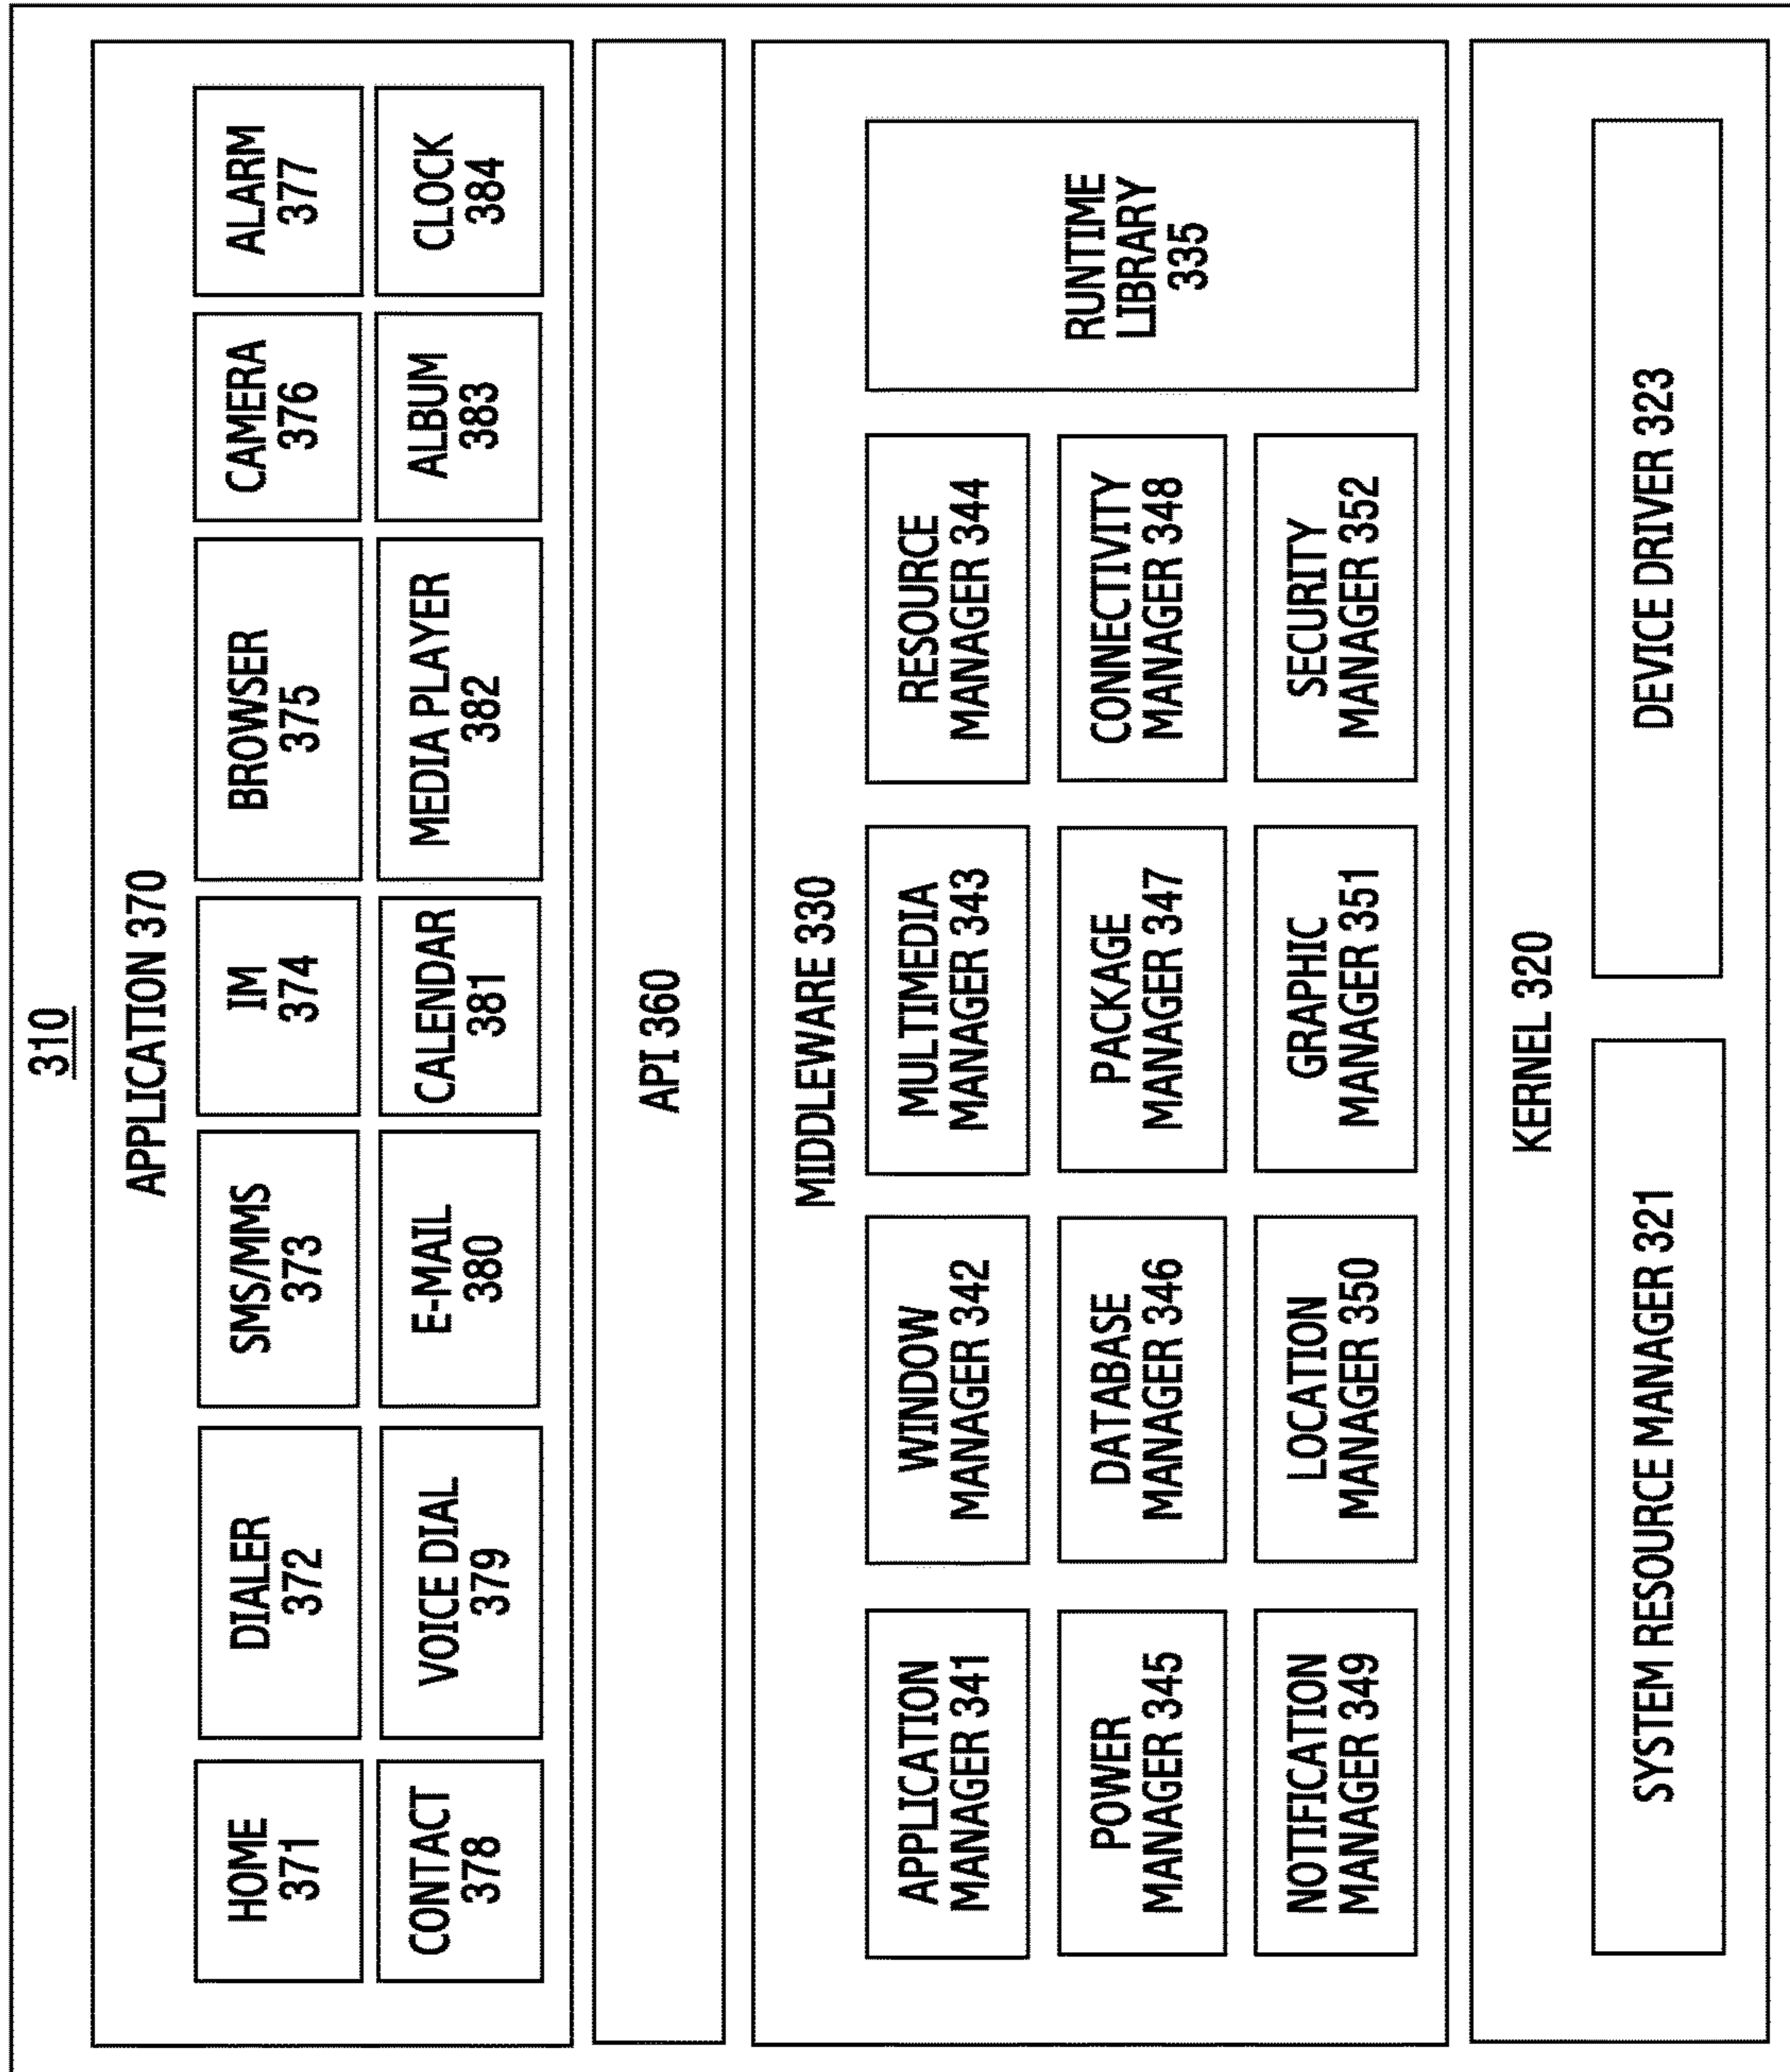 310
APPLICATION 370
HOME
371
DIALER
372
SMS/MMS
373
IM
374
BROWSER
375
CAMERA
376
ALARM
377
CONTACT
378
VOICE DIAL
379
E-MAIL
380
CALENDAR
381
MEDIA PLAYER
382
ALBUM
383
CLOCK
384
API 360
MIDDLEWARE 330
APPLICATION
MANAGER 341
WINDOW
MANAGER 342
MULTIMEDIA
MANAGER 343
RESOURCE
MANAGER 344
POWER
MANAGER 345
DATABASE
MANAGER 346
PACKAGE
MANAGER 347
CONNECTIVITY
MANAGER 348
NOTIFICATION
MANAGER 349
LOCATION
MANAGER 350
GRAPHIC
MANAGER 351
SECURITY
MANAGER 352
RUNTIME
LIBRARY
335
KERNEL 320
SYSTEM RESOURCE MANAGER 321
DEVICE DRIVER 323